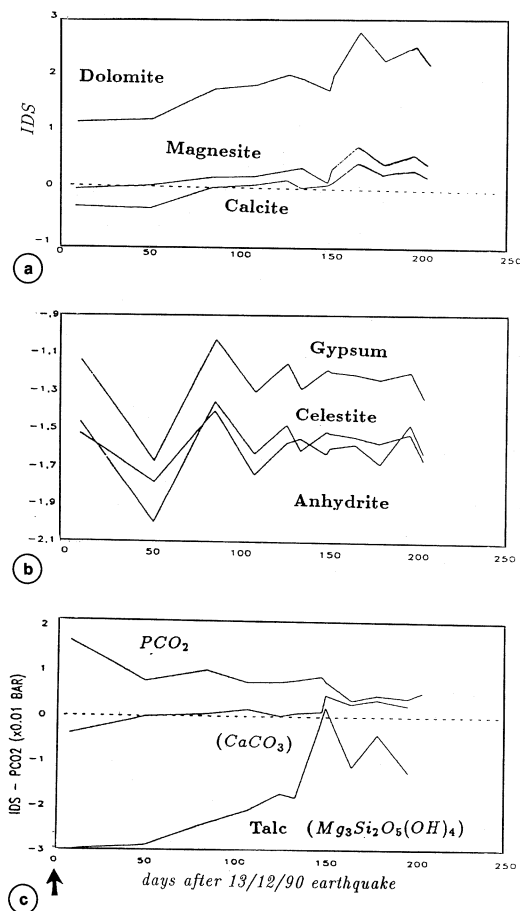 3
2
1
0
-1
IDS
Dolomite
Magnesite
Calcite
50
100
150
200
250
a
-.9
-1,1
-1,3
-1,5
-1,7
-1,9
-2,1
Gypsum
Celestite
Anhydrite
0
50
100
150
200
250
b
2
1
0
-1
-2
-3
IDS - PCO2 (x0.01 BAR)
PCO₂
(CaCO₃)
Talc (Mg₃Si₂O₅(OH)₄)
0
50
100
150
200
250
c
days after 13/12/90 earthquake